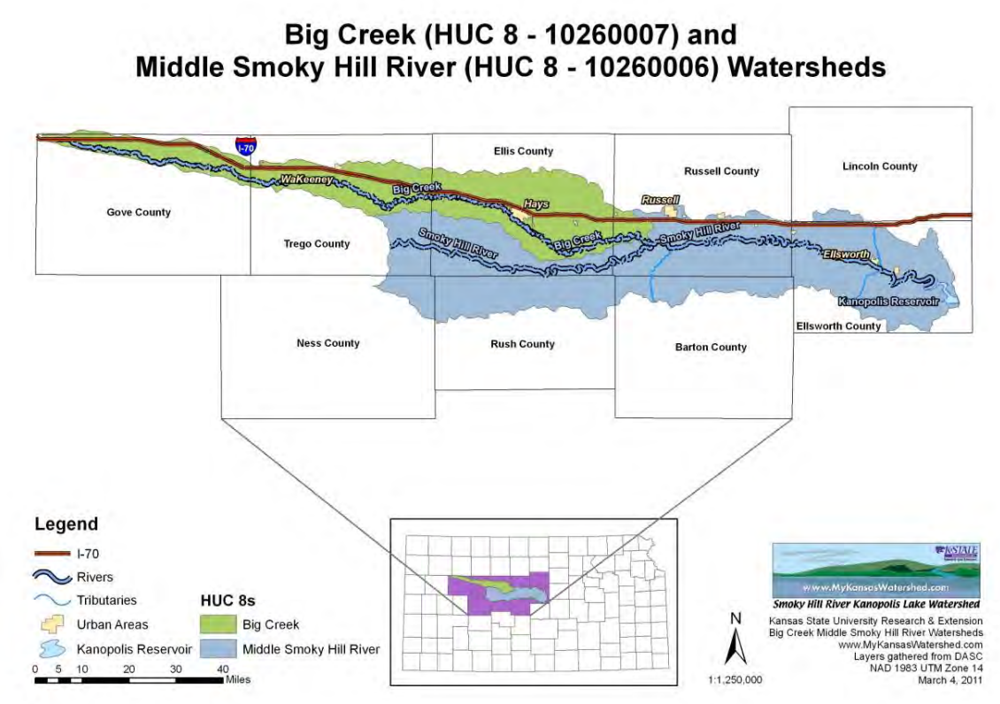 Big Creek (HUC 8 - 10260007) and
Middle Smoky Hill River (HUC 8 - 10260006) Watersheds
I-70
Ellis County
Russell County
Lincoln County
WaKeeney
Big Creek
Hays
Russell
Gove County
Trego County
Smoky Hill River
Big Creek
Smoky Hill River
Ellsworth
Kanopolis Reservoir
Ellsworth County
Ness County
Rush County
Barton County
Legend
I-70
Rivers
Tributaries
Urban Areas
Kanopolis Reservoir
HUC 8s
Big Creek
Middle Smoky Hill River
0 5 10 20 30 40
Miles
N
1:1,250,000
K-STATE
www.MyKansasWatershed.com
Smoky Hill River Kanopolis Lake Watershed
Kansas State University Research & Extension
Big Creek Middle Smoky Hill River Watersheds
www.MyKansasWatershed.com
Layers gathered from DASC
NAD 1983 UTM Zone 14
March 4, 2011